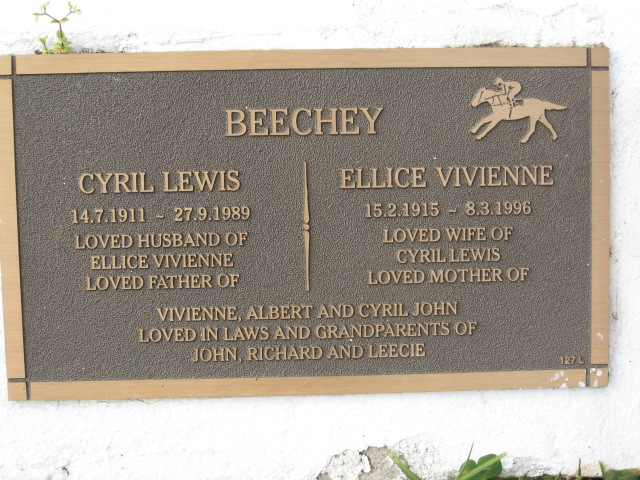 BEECHEY
CYRIL LEWIS
14.7.1911 ~ 27.9.1989
LOVED HUSBAND OF
ELLICE VIVIENNE
LOVED FATHER OF
ELLICE VIVIENNE
15.2.1915 ~ 8.3.1996
LOVED WIFE OF
CYRIL LEWIS
LOVED MOTHER OF
VIVIENNE, ALBERT AND CYRIL JOHN
LOVED IN LAWS AND GRANDPARENTS OF
JOHN, RICHARD AND LEECIE
127 L